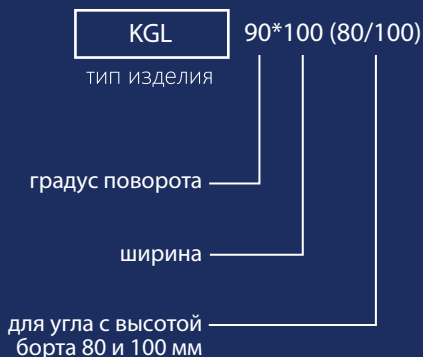 KGL 90*100 (80/100)
тип изделия
градус поворота
ширина
для угла с высотой
борта 80 и 100 мм